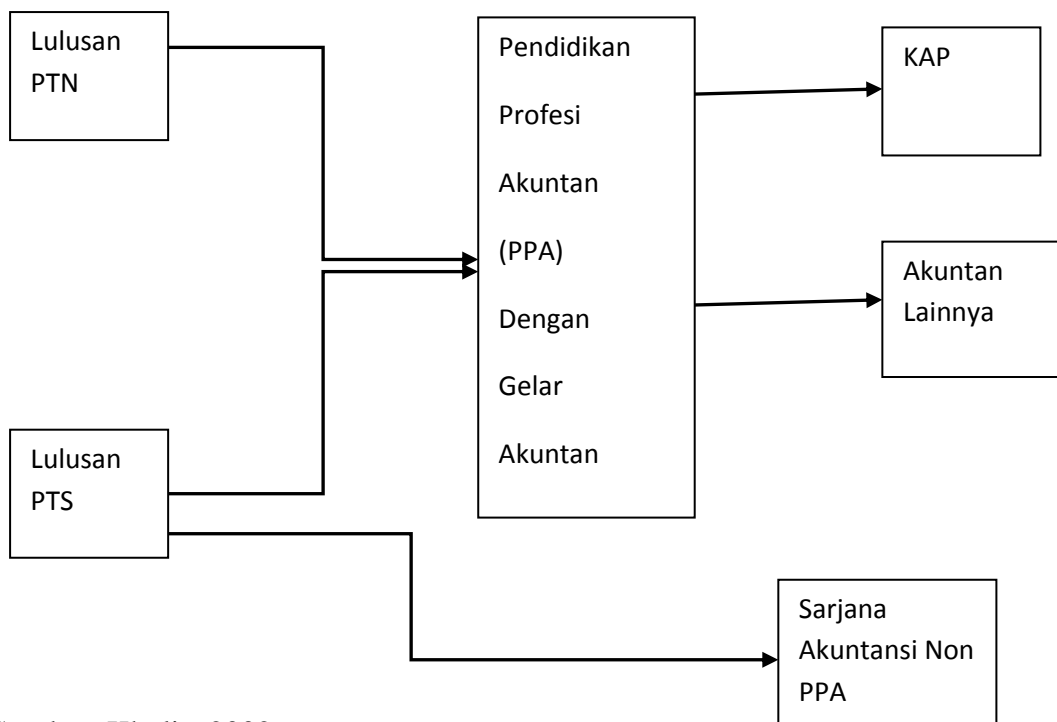 Lulusan
PTN
Pendidikan
Profesi
Akuntan
(PPA)
Dengan
Gelar
Akuntan
KAP
Akuntan
Lainnya
Lulusan
PTS
Sarjana
Akuntansi Non
PPA